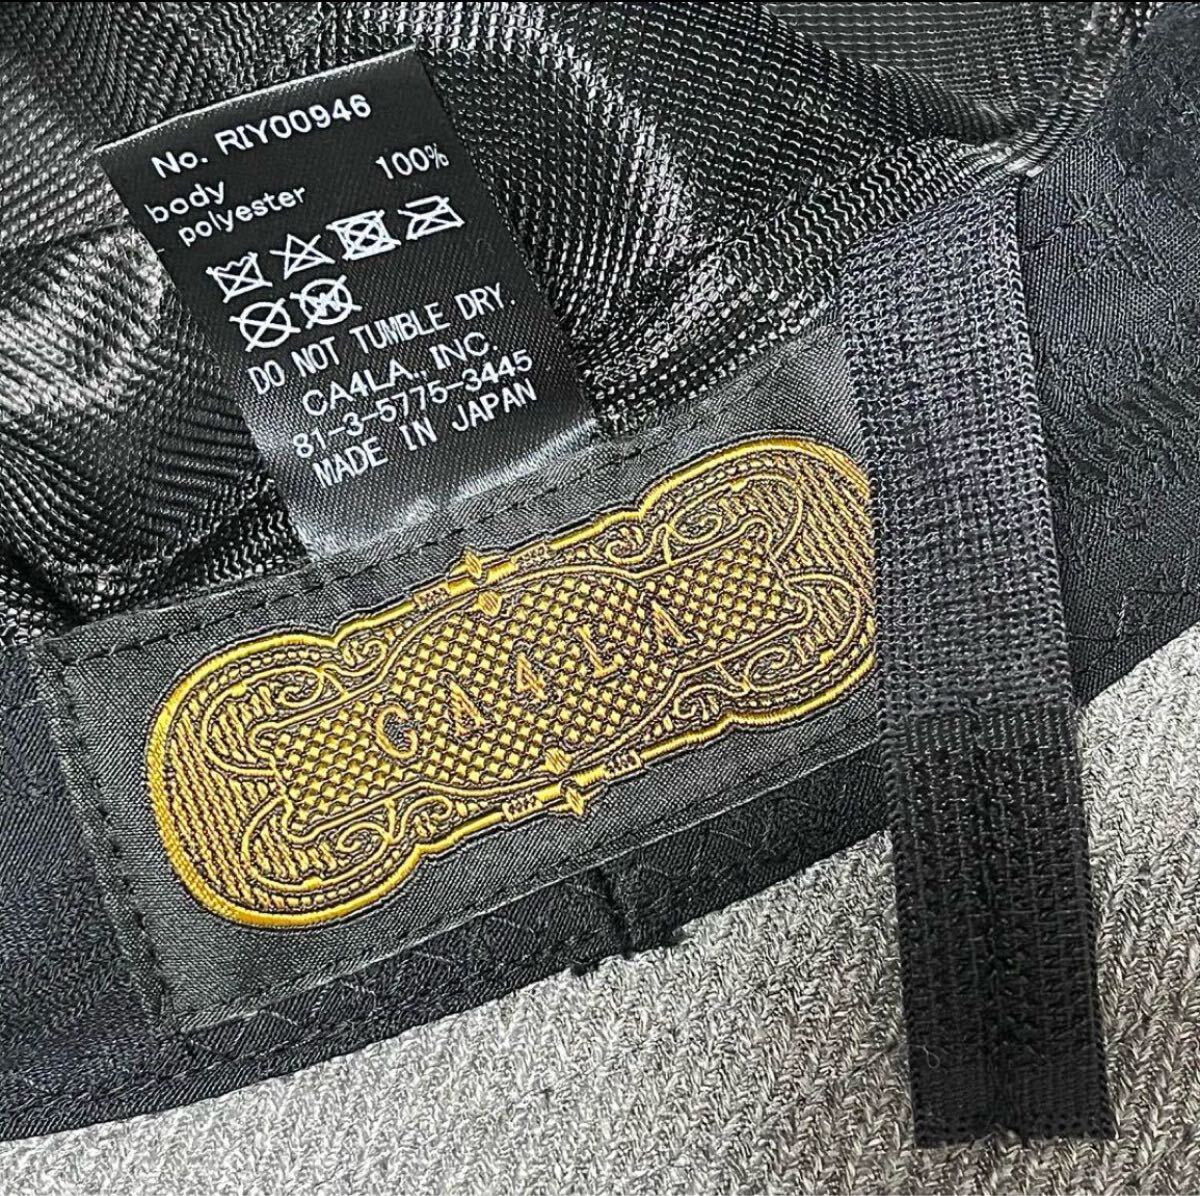 No. RIY00946
body
polyester 100%
DO NOT TUMBLE DRY.
CA4LA., INC.
81-3-5775-3445
MADE IN JAPAN
CA4LA